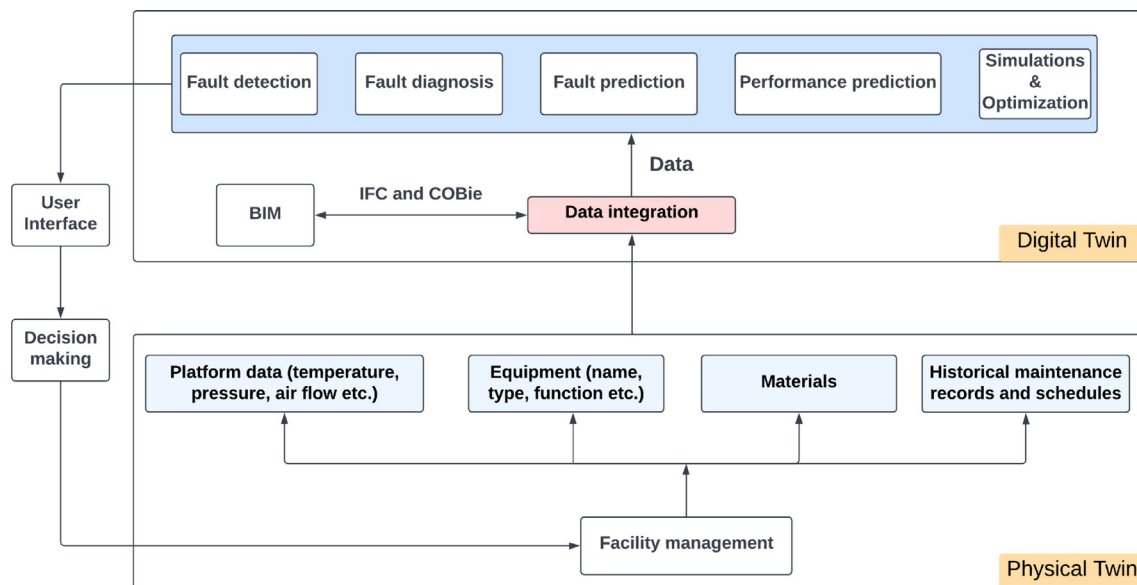 Fault detection
Fault diagnosis
Fault prediction
Performance prediction
Simulations
&
Optimization
Data
User
Interface
BIM
IFC and COBie
Data integration
Digital Twin
Decision
making
Platform data (temperature,
pressure, air flow etc.)
Equipment (name,
type, function etc.)
Materials
Historical maintenance
records and schedules
Facility management
Physical Twin